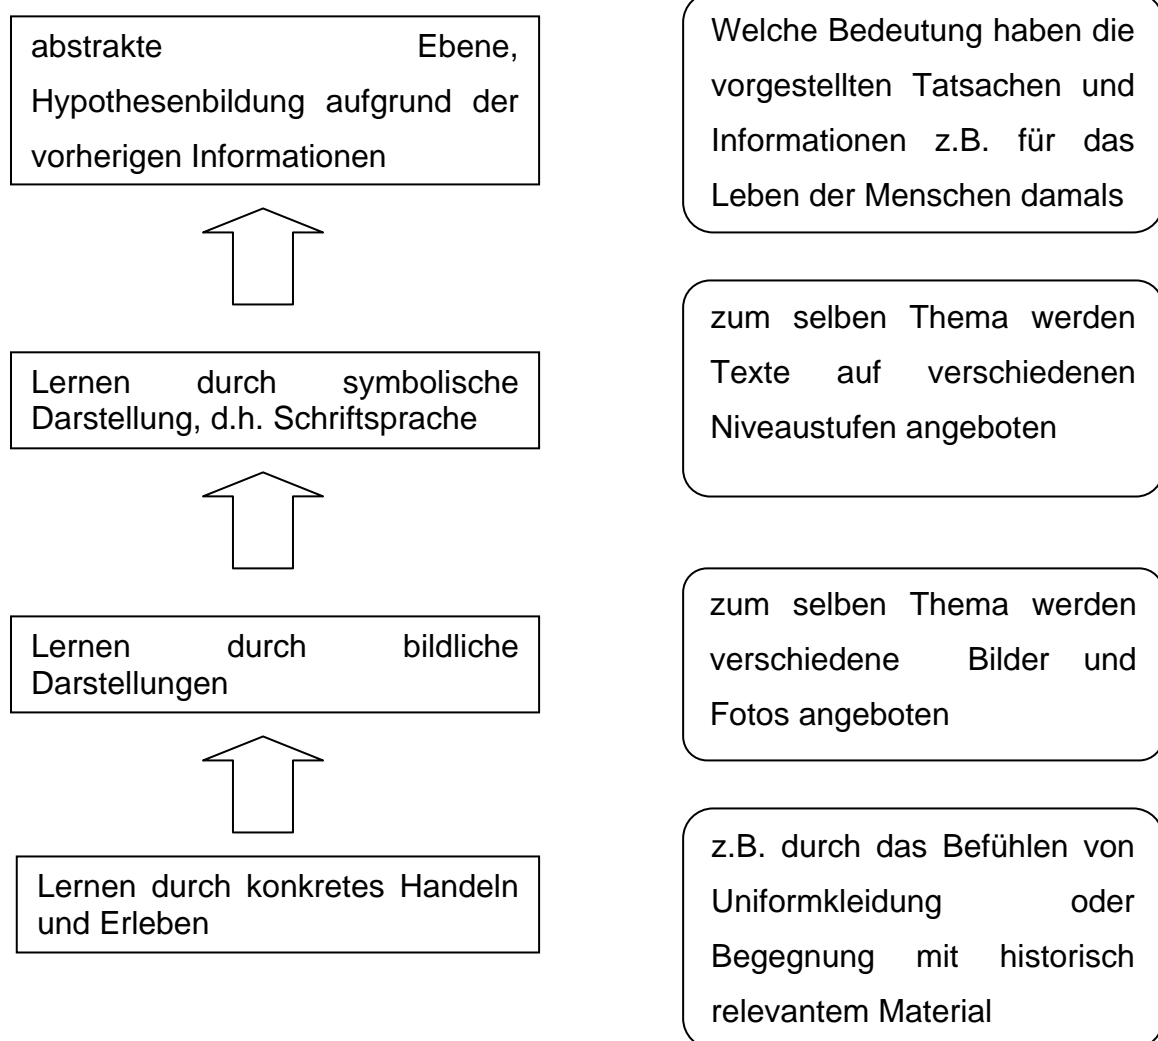 abstrakte Ebene,
Hypothesenbildung aufgrund der
vorherigen Informationen
Welche Bedeutung haben die
vorgestellten Tatsachen und
Informationen z.B. für das
Leben der Menschen damals
Lernen durch symbolische
Darstellung, d.h. Schriftsprache
zum selben Thema werden
Texte auf verschiedenen
Niveaustufen angeboten
Lernen durch bildliche
Darstellungen
zum selben Thema werden
verschiedene Bilder und
Fotos angeboten
Lernen durch konkretes Handeln
und Erleben
z.B. durch das Befühlen von
Uniformkleidung oder
Begegnung mit historisch
relevantem Material